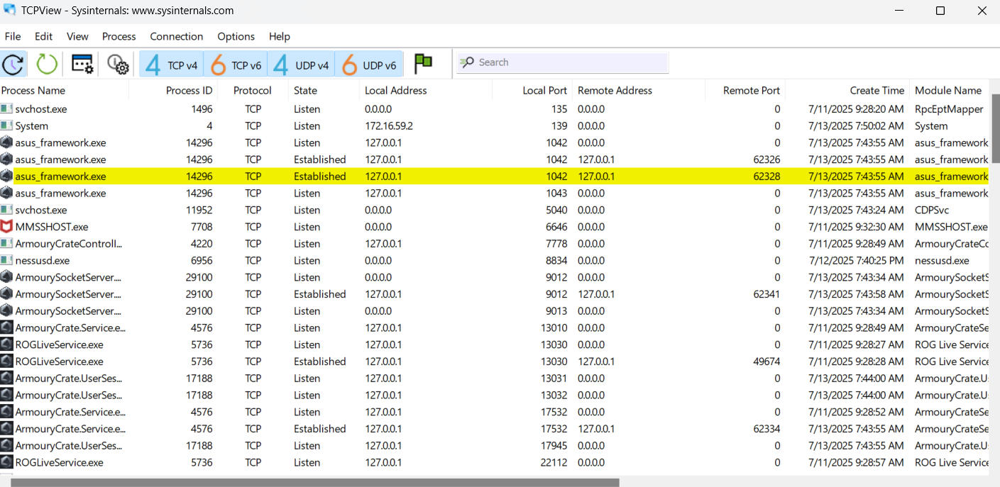 TCPView - Sysinternals: www.sysinternals.com
File Edit View Process Connection Options Help
4 TCP v4 6 TCP v6 4 UDP v4 6 UDP v6 Search
Process Name Process ID Protocol State Local Address Local Port Remote Address Remote Port Create Time Module Name
svchost.exe 1496 TCP Listen 0.0.0.0 135 0.0.0.0 0 7/11/2025 9:28:20 AM RpcEptMapper
System 4 TCP Listen 172.16.59.2 139 0.0.0.0 0 7/13/2025 7:50:02 AM System
asus_framework.exe 14296 TCP Listen 127.0.0.1 1042 0.0.0.0 0 7/13/2025 7:43:55 AM asus_framework
asus_framework.exe 14296 TCP Established 127.0.0.1 1042 127.0.0.1 62326 7/13/2025 7:43:55 AM asus_framework
asus_framework.exe 14296 TCP Established 127.0.0.1 1042 127.0.0.1 62328 7/13/2025 7:43:55 AM asus_framework
asus_framework.exe 14296 TCP Listen 127.0.0.1 1043 0.0.0.0 0 7/13/2025 7:43:55 AM asus_framework
svchost.exe 11952 TCP Listen 0.0.0.0 5040 0.0.0.0 0 7/13/2025 7:43:24 AM CDPSvc
MMSSHOST.exe 7708 TCP Listen 0.0.0.0 6646 0.0.0.0 0 7/11/2025 9:32:30 AM MMSSHOST.exe
ArmouryCrateControll... 4220 TCP Listen 127.0.0.1 7778 0.0.0.0 0 7/11/2025 9:28:49 AM ArmouryCrateCo
nessusd.exe 6956 TCP Listen 0.0.0.0 8834 0.0.0.0 0 7/12/2025 7:40:25 PM nessusd.exe
ArmourySocketServer.... 29100 TCP Listen 0.0.0.0 9012 0.0.0.0 0 7/13/2025 7:43:34 AM ArmourySocketS
ArmourySocketServer.... 29100 TCP Established 127.0.0.1 9012 127.0.0.1 62341 7/13/2025 7:43:58 AM ArmourySocketS
ArmourySocketServer.... 29100 TCP Listen 0.0.0.0 9013 0.0.0.0 0 7/13/2025 7:43:34 AM ArmourySocketS
ArmouryCrate.Service.e... 4576 TCP Listen 127.0.0.1 13010 0.0.0.0 0 7/11/2025 9:28:49 AM ArmouryCrateSe
ROGLiveService.exe 5736 TCP Listen 127.0.0.1 13030 0.0.0.0 0 7/11/2025 9:28:27 AM ROG Live Service
ROGLiveService.exe 5736 TCP Established 127.0.0.1 13030 127.0.0.1 49674 7/11/2025 9:28:28 AM ROG Live Service
ArmouryCrate.UserSes... 17188 TCP Listen 127.0.0.1 13031 0.0.0.0 0 7/13/2025 7:44:00 AM ArmouryCrate.U
ArmouryCrate.UserSes... 17188 TCP Listen 127.0.0.1 13032 0.0.0.0 0 7/13/2025 7:44:00 AM ArmouryCrate.U
ArmouryCrate.Service.e... 4576 TCP Listen 127.0.0.1 17532 0.0.0.0 0 7/11/2025 9:28:52 AM ArmouryCrateSe
ArmouryCrate.Service.e... 4576 TCP Established 127.0.0.1 17532 127.0.0.1 62334 7/13/2025 7:43:55 AM ArmouryCrateSe
ArmouryCrate.UserSes... 17188 TCP Listen 127.0.0.1 17945 0.0.0.0 0 7/13/2025 7:43:55 AM ArmouryCrate.U
ROGLiveService.exe 5736 TCP Listen 127.0.0.1 22112 0.0.0.0 0 7/11/2025 9:28:57 AM ROG Live Service